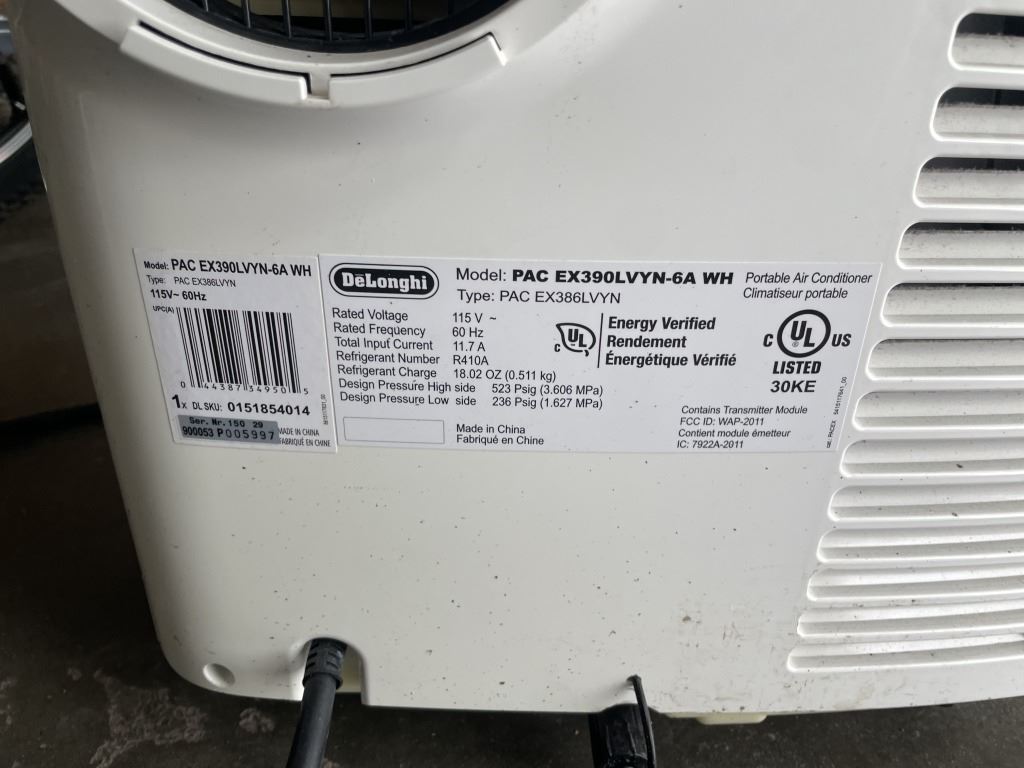 Model: PAC EX390LVYN-6A WH
Type: PAC EX386LVYN
115V~ 60Hz
UPC(A)
0 44387 34950 5
1x DL SKU: 0151854014
Ser. Nr. 150 29
900053 P005997
MADE IN CHINA
FABRIQUÉ EN CHINE
DeLonghi
Model: PAC EX390LVYN-6A WH
Type: PAC EX386LVYN
Portable Air Conditioner
Climatiseur portable
Rated Voltage 115 V ~
Rated Frequency 60 Hz
Total Input Current 11.7 A
Refrigerant Number R410A
Refrigerant Charge 18.02 OZ (0.511 kg)
Design Pressure High side 523 Psig (3.606 MPa)
Design Pressure Low side 236 Psig (1.627 MPa)
C UL
Energy Verified
Rendement
Énergétique Vérifié
C UL US
®
LISTED
30KE
Made in China
Fabriqué en Chine
Contains Transmitter Module
FCC ID: WAP-2011
Contient module émetteur
IC: 7922A-2011